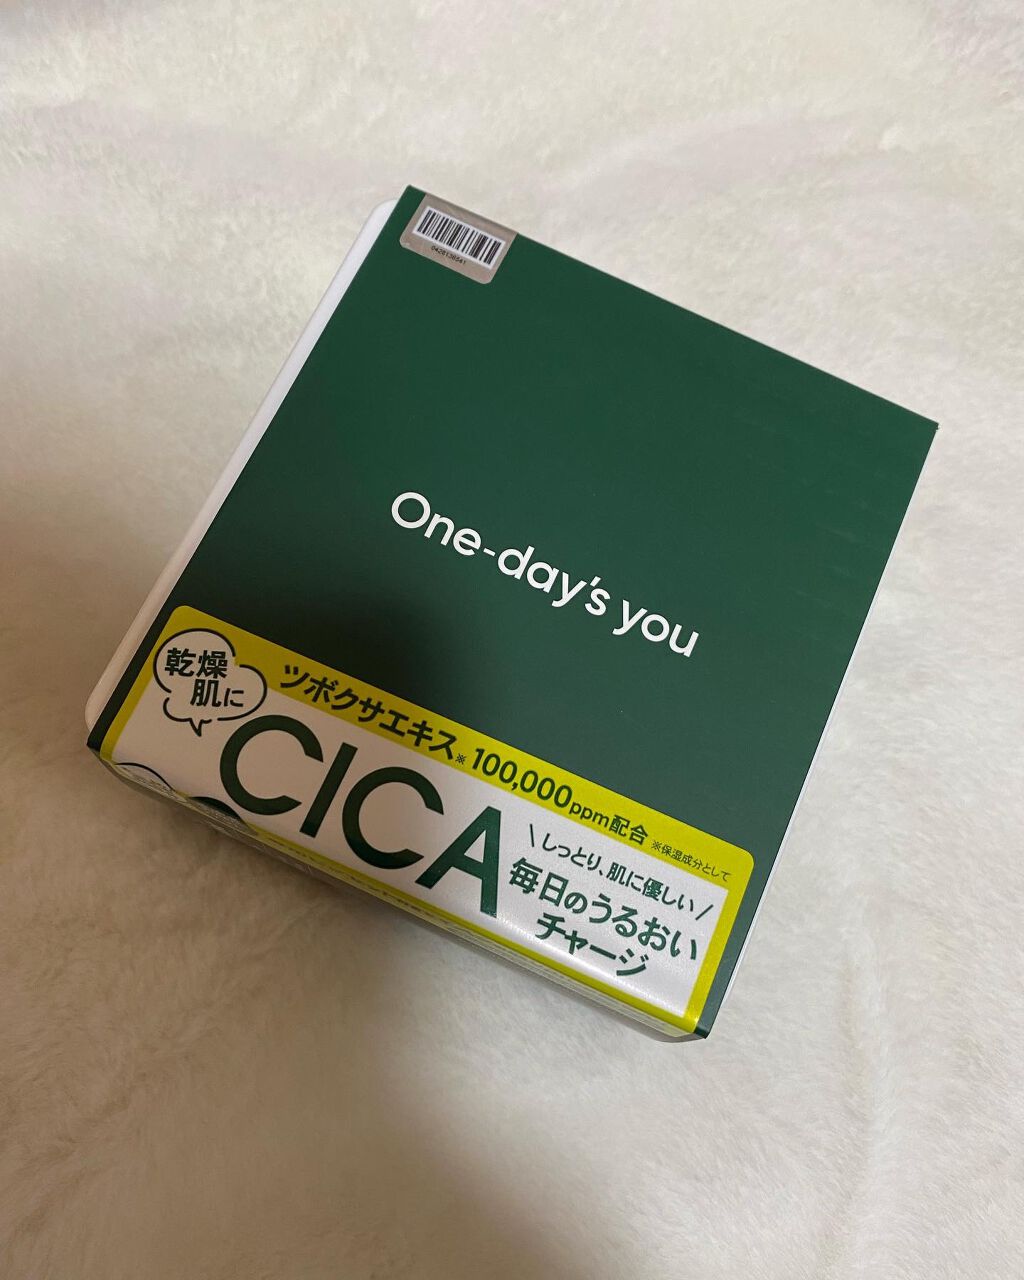 One-day's you
乾燥
肌に
ツボクサエキス※100,000ppm配合 ※保湿成分として
CICA
\ しっとり、肌に優しい /
毎日のうるおい
チャージ